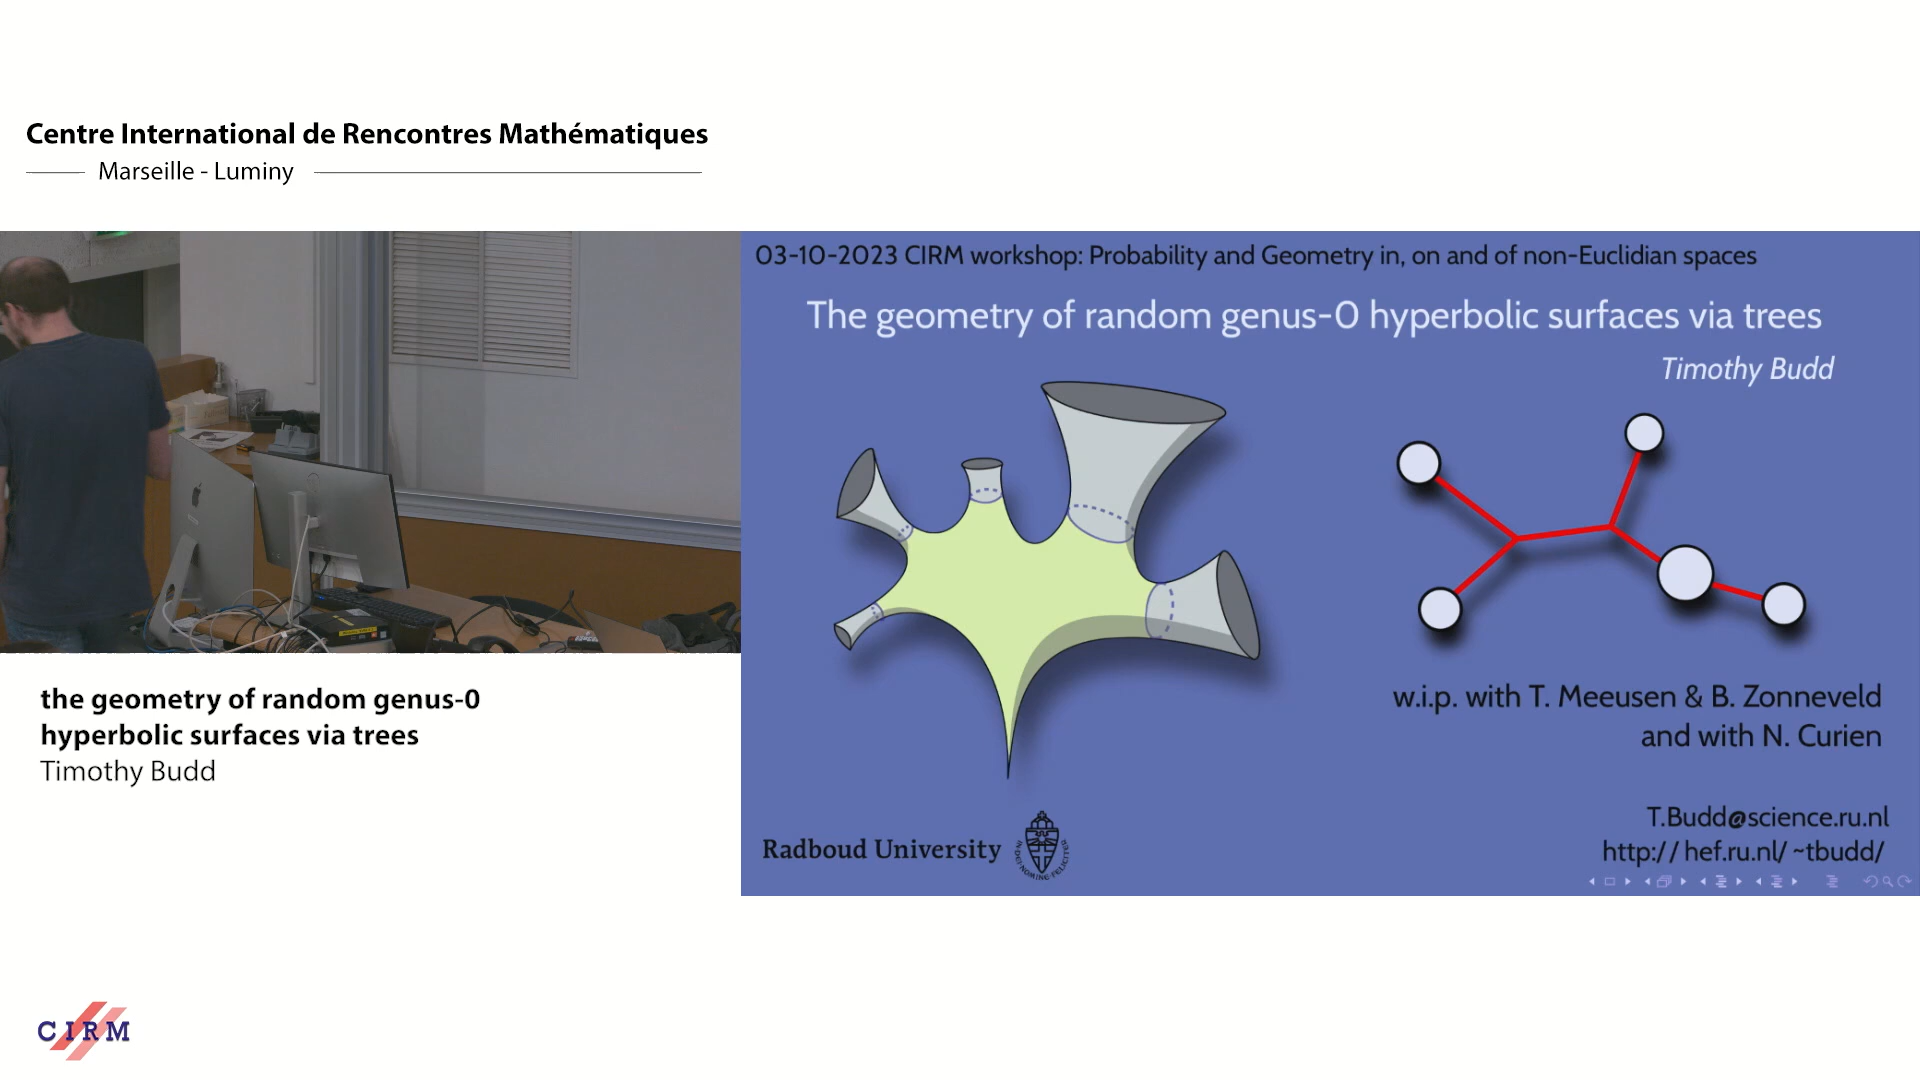 Centre International de Rencontres Mathématiques
Marseille - Luminy
03-10-2023 CIRM workshop: Probability and Geometry in, on and of non-Euclidian spaces
The geometry of random genus-0 hyperbolic surfaces via trees
Timothy Budd
w.i.p. with T. Meeusen & B. Zonneveld
and with N. Curien
T.Budd@science.ru.nl
http://hef.ru.nl/~tbudd/
Radboud University
the geometry of random genus-0
hyperbolic surfaces via trees
Timothy Budd
CIRM